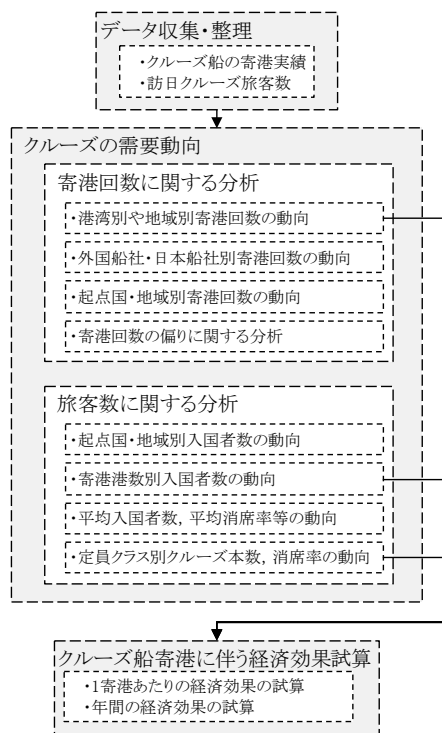 データ収集・整理
・クルーズ船の寄港実績
・訪日クルーズ旅客数
クルーズの需要動向
寄港回数に関する分析
・港湾別や地域別寄港回数の動向
・外国船社・日本船社別寄港回数の動向
・起点国・地域別寄港回数の動向
・寄港回数の偏りに関する分析
旅客数に関する分析
・起点国・地域別入国者数の動向
・寄港港数別入国者数の動向
・平均入国者数, 平均消席率等の動向
・定員クラス別クルーズ本数, 消席率の動向
クルーズ船寄港に伴う経済効果試算
・1寄港あたりの経済効果の試算
・年間の経済効果の試算